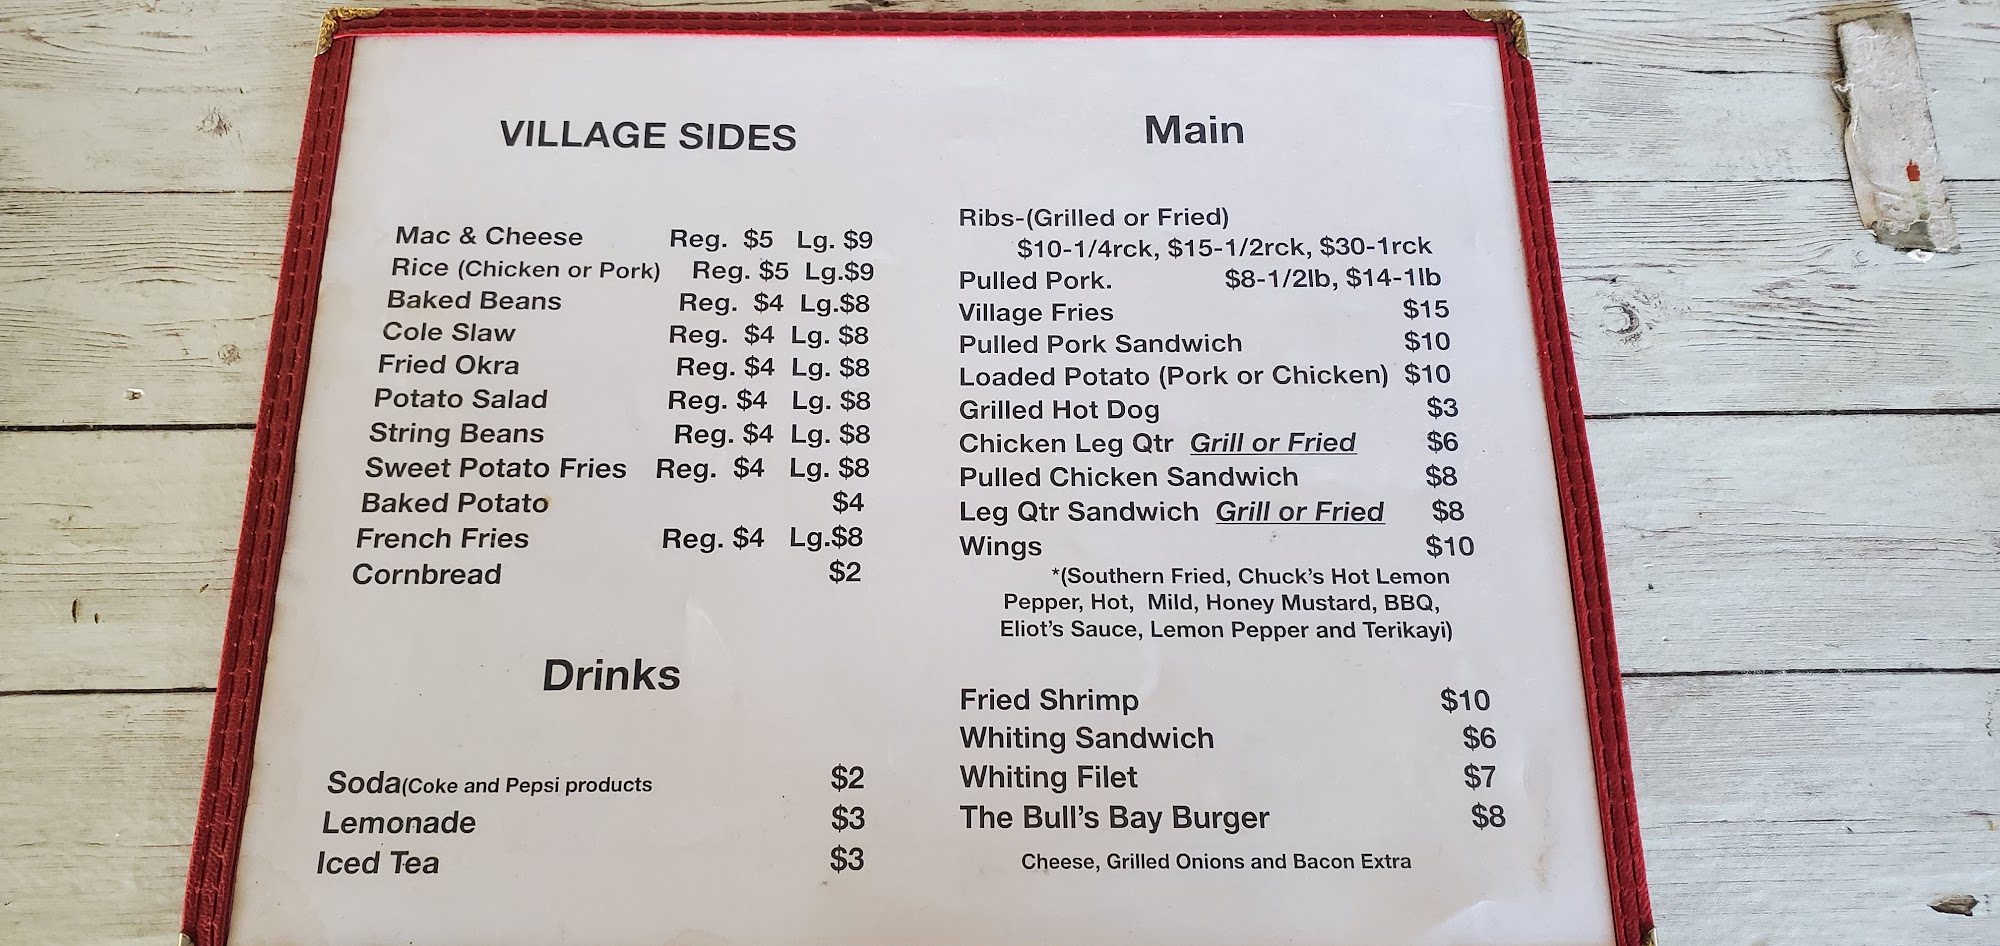 VILLAGE SIDES
Mac & Cheese Reg. $5 Lg. $9
Rice (Chicken or Pork) Reg. $5 Lg.$9
Baked Beans Reg. $4 Lg.$8
Cole Slaw Reg. $4 Lg. $8
Fried Okra Reg. $4 Lg. $8
Potato Salad Reg. $4 Lg. $8
String Beans Reg. $4 Lg. $8
Sweet Potato Fries Reg. $4 Lg. $8
Baked Potato $4
French Fries Reg. $4 Lg.$8
Cornbread $2
Drinks
Soda(Coke and Pepsi products $2
Lemonade $3
Iced Tea $3
Main
Ribs-(Grilled or Fried)
$10-1/4rck, $15-1/2rck, $30-1rck
Pulled Pork. $8-1/2lb, $14-1lb
Village Fries $15
Pulled Pork Sandwich $10
Loaded Potato (Pork or Chicken) $10
Grilled Hot Dog $3
Chicken Leg Qtr Grill or Fried $6
Pulled Chicken Sandwich $8
Leg Qtr Sandwich Grill or Fried $8
Wings $10
*(Southern Fried, Chuck's Hot Lemon
Pepper, Hot, Mild, Honey Mustard, BBQ,
Eliot's Sauce, Lemon Pepper and Terikayi)
Fried Shrimp $10
Whiting Sandwich $6
Whiting Filet $7
The Bull's Bay Burger $8
Cheese, Grilled Onions and Bacon Extra